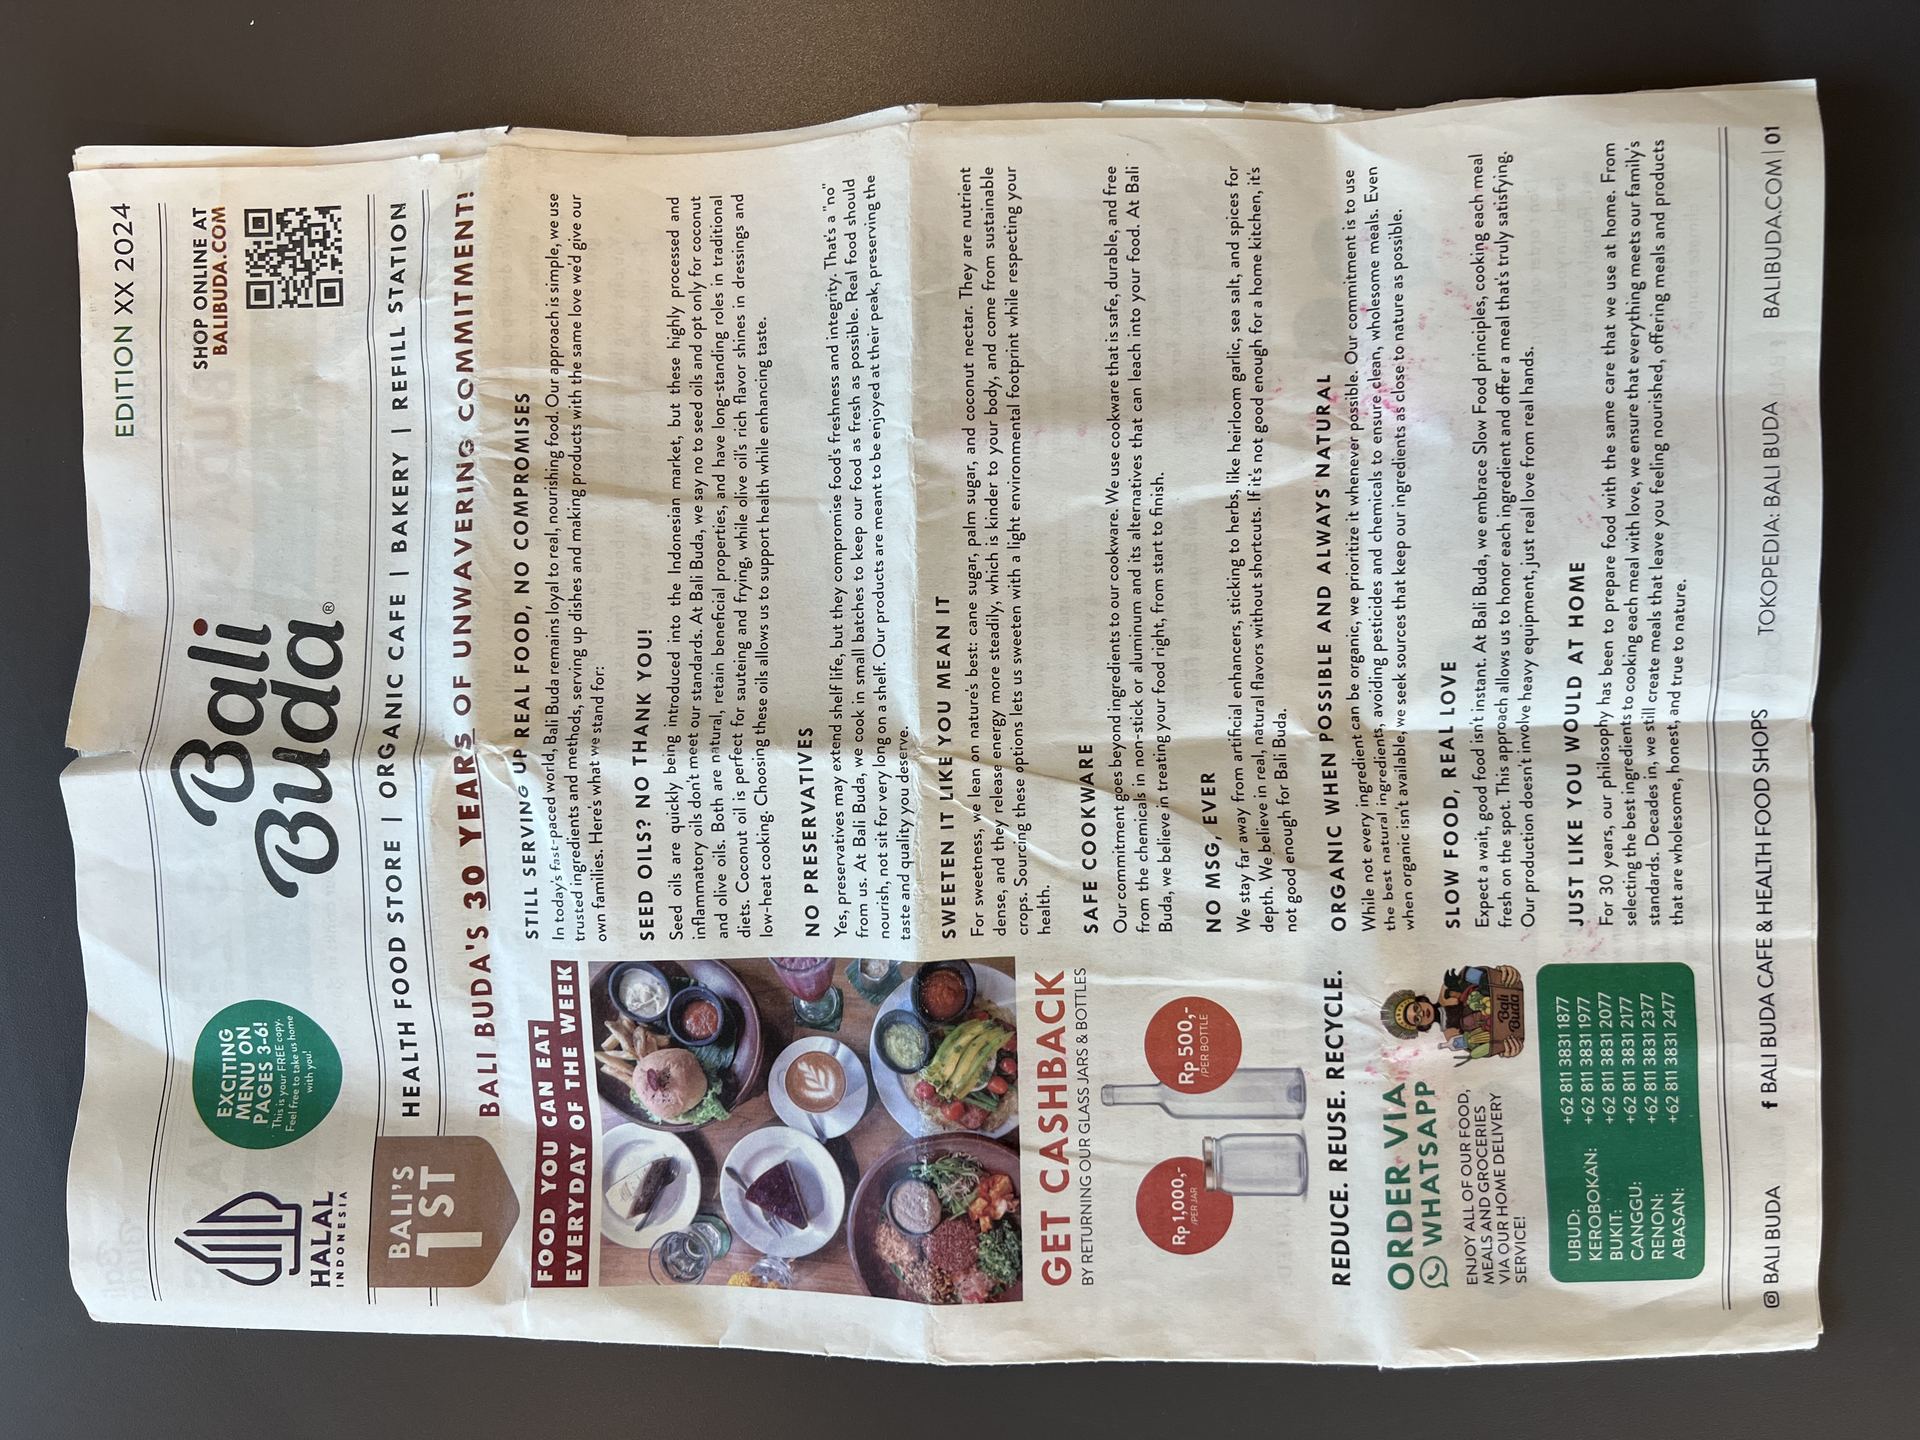 EDITION XX 2024
HALAL
INDONESIA
EXCITING
MENU ON
PAGES 3-6!
This is your FREE copy.
Feel free to take us home
with you!
Bali
Buda®
SHOP ONLINE AT
BALIBUDA.COM
BALI'S
1ST
HEALTH FOOD STORE | ORGANIC CAFE | BAKERY | REFILL STATION
BALI BUDA'S 30 YEARS OF UNWAVERING COMMITMENT!
FOOD YOU CAN EAT
EVERYDAY OF THE WEEK
GET CASHBACK
BY RETURNING OUR GLASS JARS & BOTTLES
Rp 1,000,-
/PER JAR
Rp 500,-
/PER BOTTLE
REDUCE. REUSE. RECYCLE.
ORDER VIA
WHATSAPP
ENJOY ALL OF OUR FOOD,
MEALS AND GROCERIES
VIA OUR HOME DELIVERY
SERVICE!
Bali
Buda
UBUD: +62 811 3831 1877
KEROBOKAN: +62 811 3831 1977
BUKIT: +62 811 3831 2077
CANGGU: +62 811 3831 2177
RENON: +62 811 3831 2377
ABASAN: +62 811 3831 2477
STILL SERVING UP REAL FOOD, NO COMPROMISES
In today's fast-paced world, Bali Buda remains loyal to real, nourishing food. Our approach is simple, we use
trusted ingredients and methods, serving up dishes and making products with the same love we'd give our
own families. Here's what we stand for:
SEED OILS? NO THANK YOU!
Seed oils are quickly being introduced into the Indonesian market, but these highly processed and
inflammatory oils don't meet our standards. At Bali Buda, we say no to seed oils and opt only for coconut
and olive oils. Both are natural, retain beneficial properties, and have long-standing roles in traditional
diets. Coconut oil is perfect for sauteing and frying, while olive oil's rich flavor shines in dressings and
low-heat cooking. Choosing these oils allows us to support health while enhancing taste.
NO PRESERVATIVES
Yes, preservatives may extend shelf life, but they compromise food's freshness and integrity. That's a "no"
from us. At Bali Buda, we cook in small batches to keep our food as fresh as possible. Real food should
nourish, not sit for very long on a shelf. Our products are meant to be enjoyed at their peak, preserving the
taste and quality you deserve.
SWEETEN IT LIKE YOU MEAN IT
For sweetness, we lean on nature's best: cane sugar, palm sugar, and coconut nectar. They are nutrient
dense, and they release energy more steadily, which is kinder to your body, and come from sustainable
crops. Sourcing these options lets us sweeten with a light environmental footprint while respecting your
health.
SAFE COOKWARE
Our commitment goes beyond ingredients to our cookware. We use cookware that is safe, durable, and free
from the chemicals in non-stick or aluminum and its alternatives that can leach into your food. At Bali
Buda, we believe in treating your food right, from start to finish.
NO MSG, EVER
We stay far away from artificial enhancers, sticking to herbs, like heirloom garlic, sea salt, and spices for
depth. We believe in real, natural flavors without shortcuts. If it's not good enough for a home kitchen, it's
not good enough for Bali Buda.
ORGANIC WHEN POSSIBLE AND ALWAYS NATURAL
While not every ingredient can be organic, we prioritize it whenever possible. Our commitment is to use
the best natural ingredients, avoiding pesticides and chemicals to ensure clean, wholesome meals. Even
when organic isn't available, we seek sources that keep our ingredients as close to nature as possible.
SLOW FOOD, REAL LOVE
Expect a wait, good food isn't instant. At Bali Buda, we embrace Slow Food principles, cooking each meal
fresh on the spot. This approach allows us to honor each ingredient and offer a meal that's truly satisfying.
Our production doesn't involve heavy equipment, just real love from real hands.
JUST LIKE YOU WOULD AT HOME
For 30 years, our philosophy has been to prepare food with the same care that we use at home. From
selecting the best ingredients to cooking each meal with love, we ensure that everything meets our family's
standards. Decades in, we still create meals that leave you feeling nourished, offering meals and products
that are wholesome, honest, and true to nature.
BALI BUDA
f BALI BUDA CAFE & HEALTH FOOD SHOPS
TOKOPEDIA: BALI BUDA
BALIBUDA.COM | 01